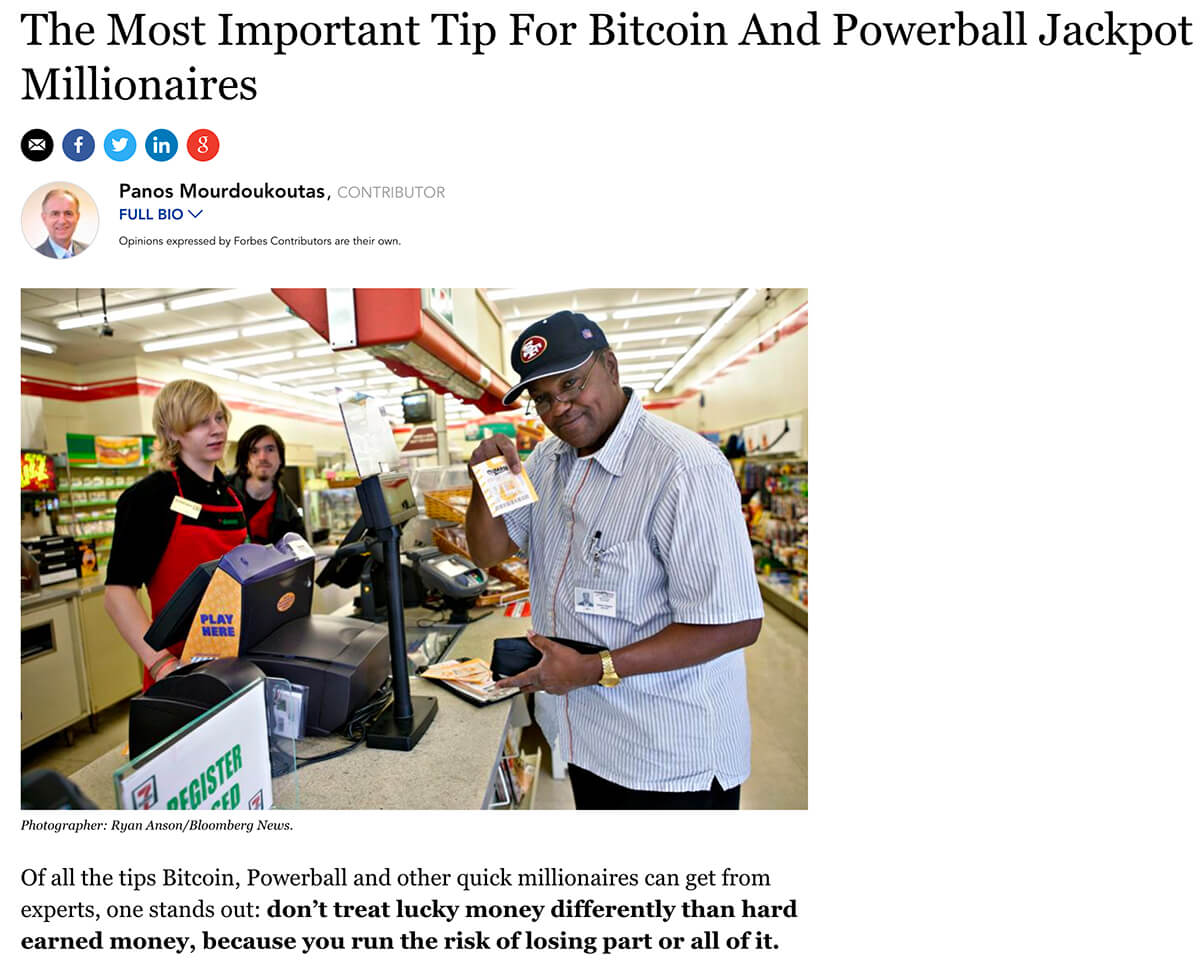 The Most Important Tip For Bitcoin And Powerball Jackpot
Millionaires
f
in
g
Panos Mourdoukoutas, CONTRIBUTOR
FULL BIO
Opinions expressed by Forbes Contributors are their own.
SF
PLAY
HERE
REGISTER
7
Photographer: Ryan Anson/Bloomberg News.
Of all the tips Bitcoin, Powerball and other quick millionaires can get from
experts, one stands out: don’t treat lucky money differently than hard
earned money, because you run the risk of losing part or all of it.